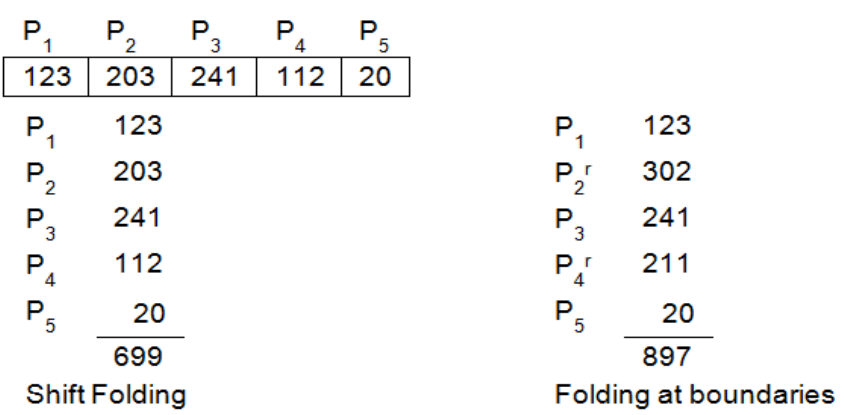 P1 P2 P3 P4 P5
123 203 241 112 20
P1 123
P2 203
P3 241
P4 112
P5 20
699
Shift Folding
P1 123
P2r 302
P3 241
P4r 211
P5 20
897
Folding at boundaries